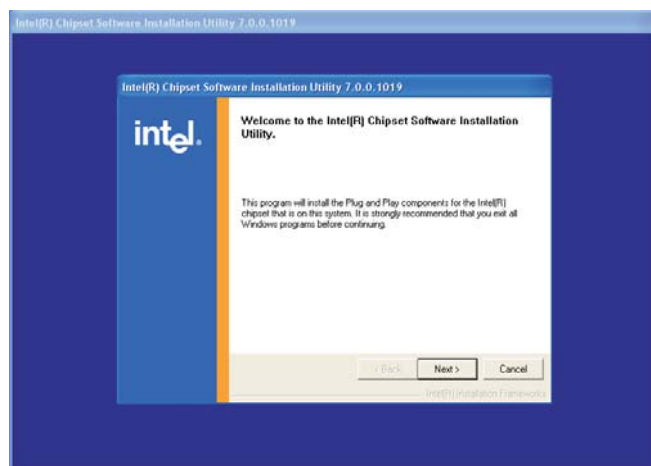 Intel(R) Chipset Software Installation Utility 7.0.0.1019
Intel(R) Chipset Software Installation Utility 7.0.0.1019
intel.
Welcome to the Intel(R) Chipset Software Installation
Utility.
This program will install the Plug and Play components for the Intel(R)
chipset that is on this system. It is strongly recommended that you exit all
Windows programs before continuing.
< Back
Next >
Cancel
Intel(R) Installation Frameworks